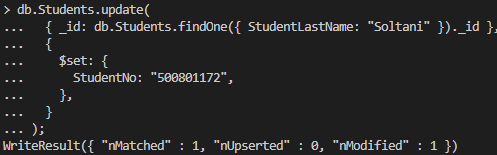 > db.Students.update(
...   { _id: db.Students.findOne({ StudentLastName: "Soltani" })._id },
...   {
...     $set: {
...       StudentNo: "500801172",
...     },
...   }
... );
WriteResult({ "nMatched" : 1, "nUpserted" : 0, "nModified" : 1 })